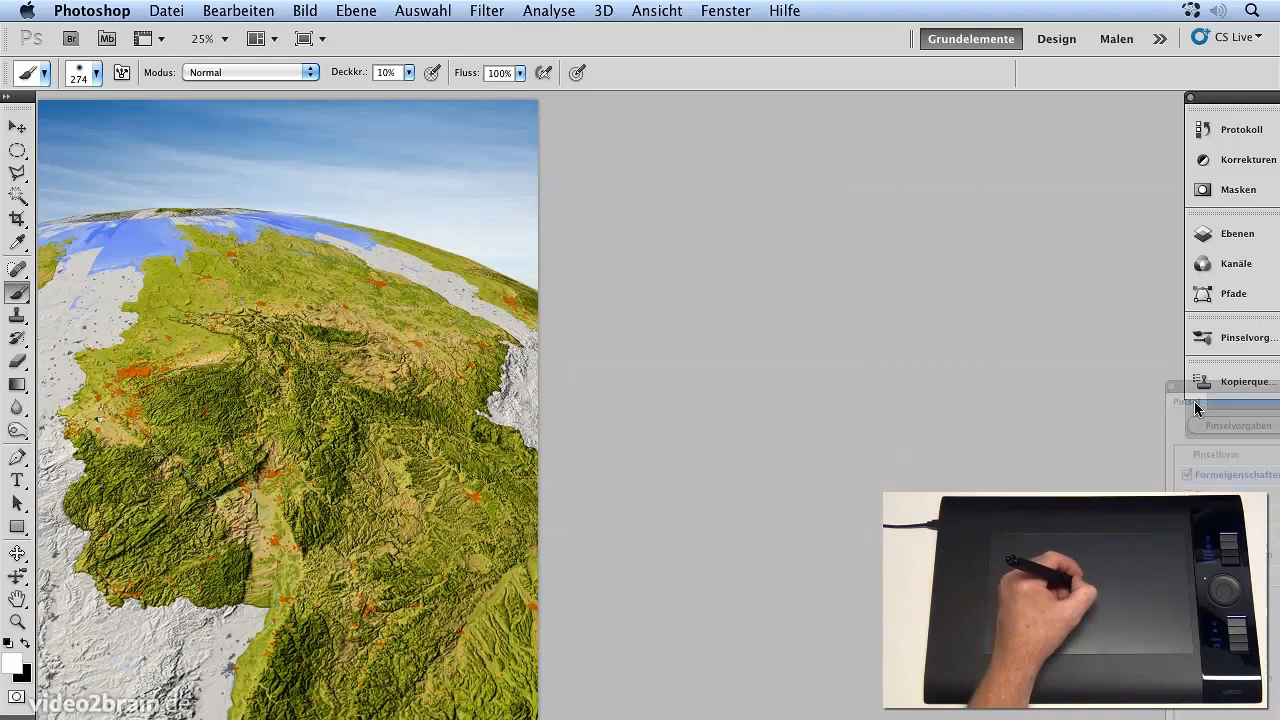 Photoshop Datei Bearbeiten Bild Ebene Auswahl Filter Analyse 3D Ansicht Fenster Hilfe
Ps Br Mb 25% Grundelemente Design Malen CS Live
274 Modus: Normal Deckkr.: 10% Fluss: 100%
Protokoll
Korrekturen
Masken
Ebenen
Kanäle
Pfade
Pinselvorg...
Kopierque...
Pinselvorgaben
Pinselform
Formeigenschaften
T
video2brain.de